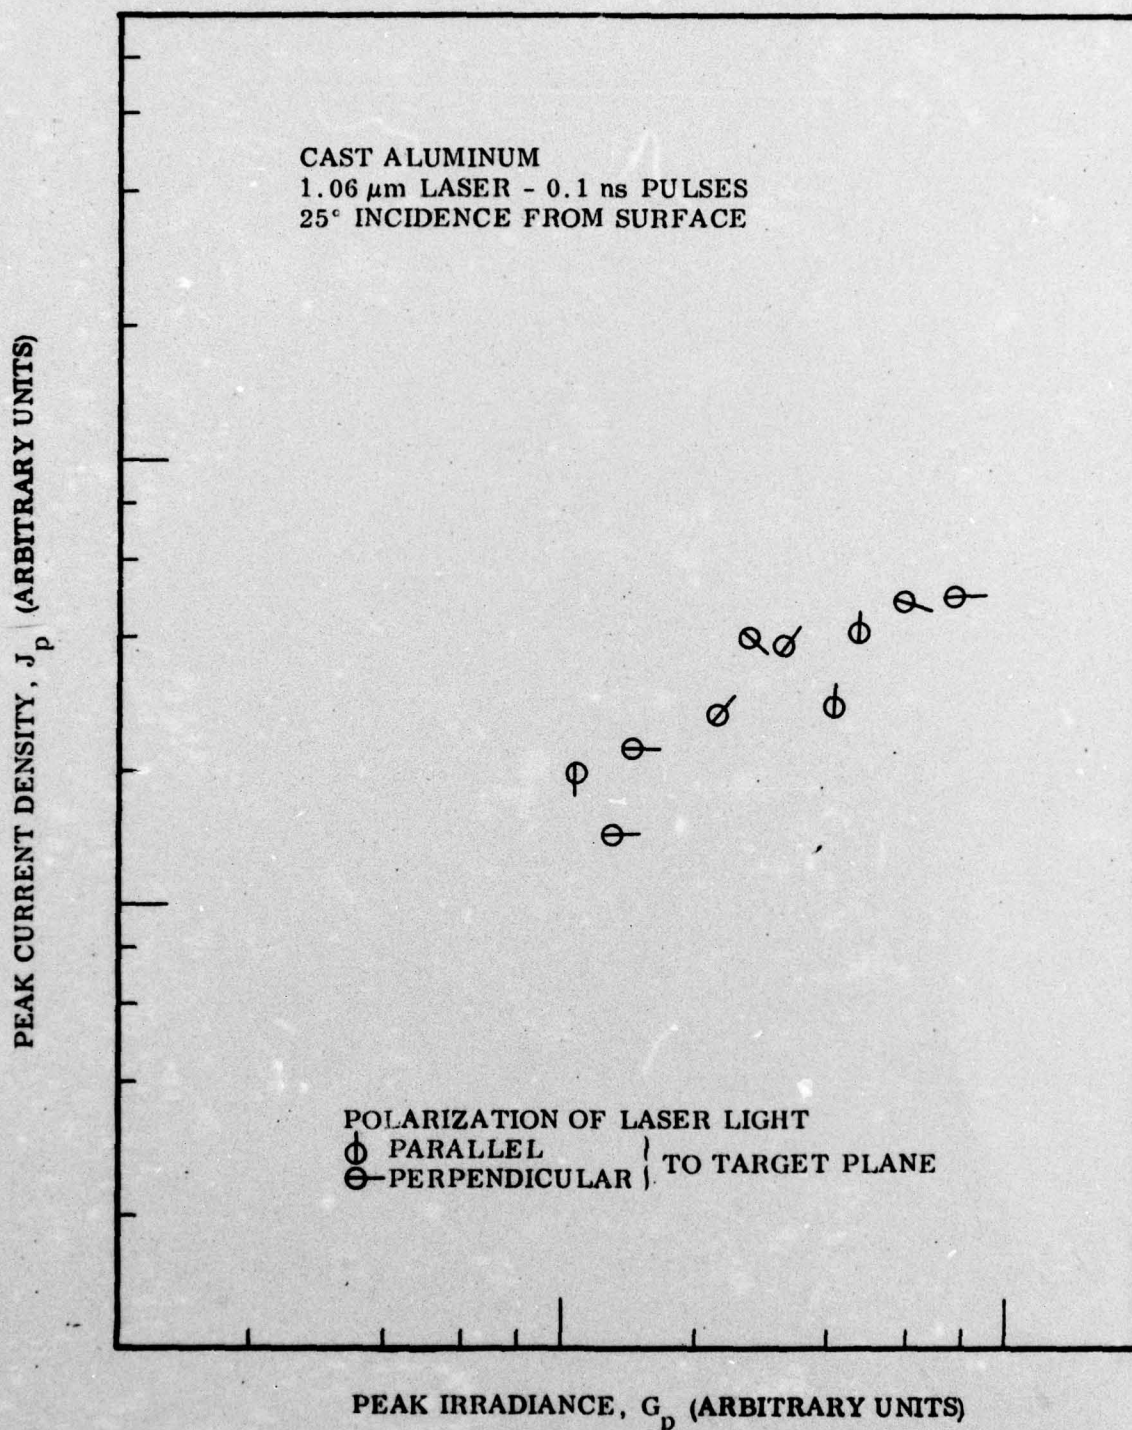 CAST ALUMINUM
1.06 μm LASER - 0.1 ns PULSES
25° INCIDENCE FROM SURFACE
PEAK CURRENT DENSITY, Jp (ARBITRARY UNITS)
POLARIZATION OF LASER LIGHT
PARALLEL
PERPENDICULAR } TO TARGET PLANE
PEAK IRRADIANCE, Gp (ARBITRARY UNITS)